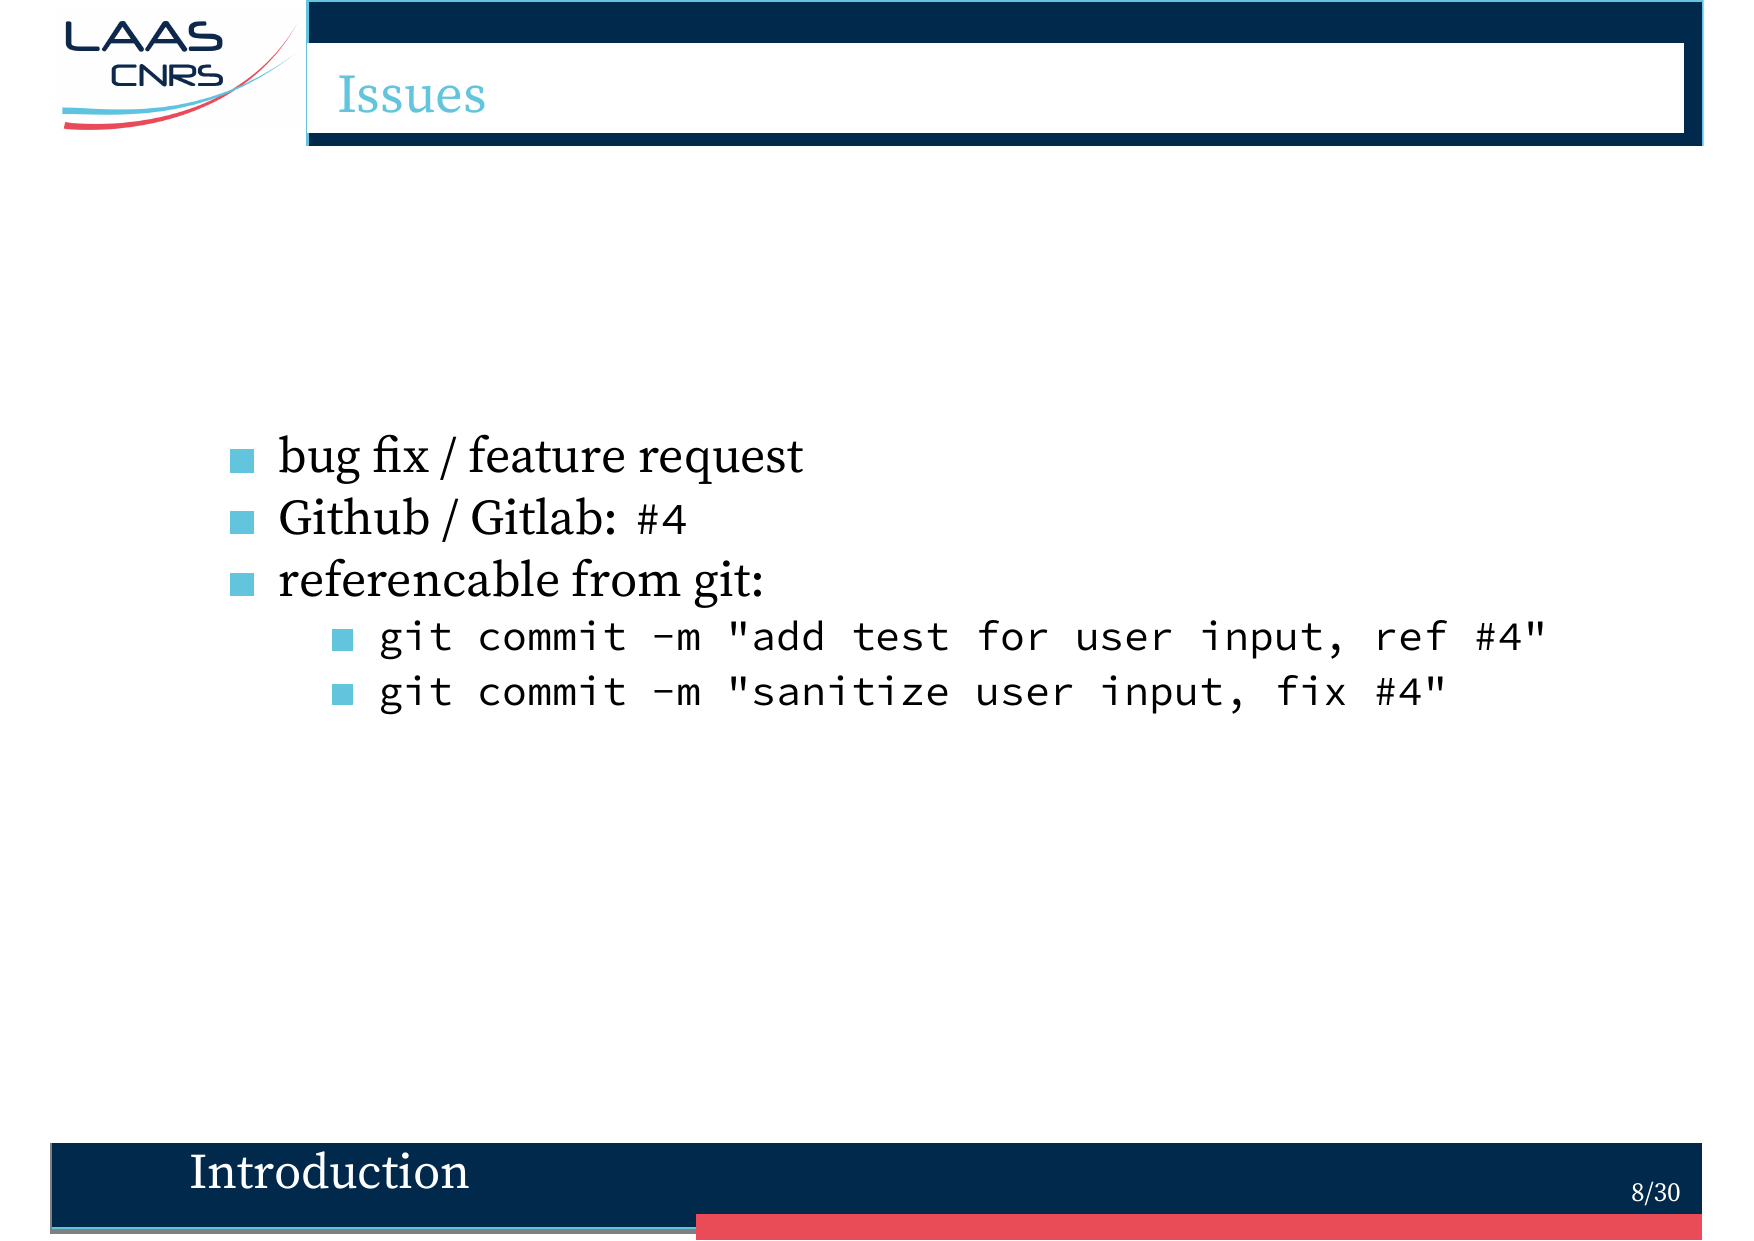 LAAS
CNRS
Issues
bug fix / feature request
Github / Gitlab: #4
referencable from git:
git commit -m "add test for user input, ref #4"
git commit -m "sanitize user input, fix #4"
Introduction
8/30